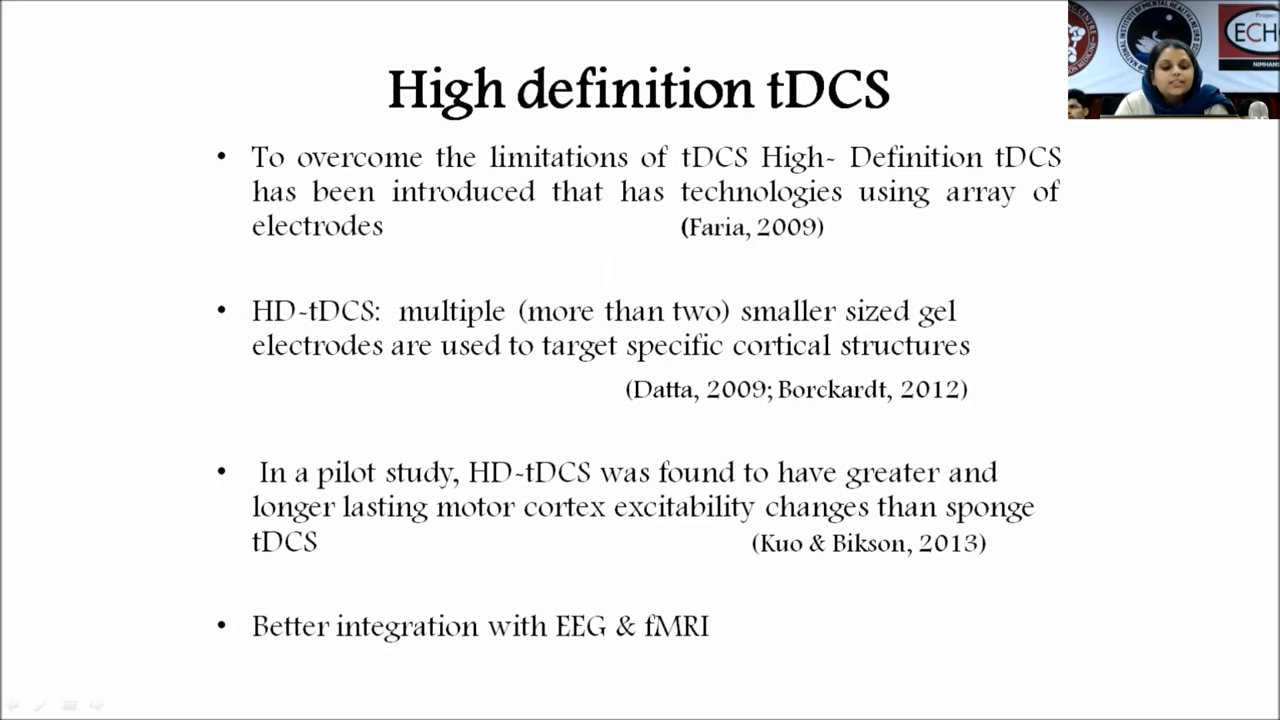 High definition tDCS
• To overcome the limitations of tDCS High- Definition tDCS
has been introduced that has technologies using array of
electrodes (Faria, 2009)
• HD-tDCS: multiple (more than two) smaller sized gel
electrodes are used to target specific cortical structures
(Datta, 2009; Borckardt, 2012)
• In a pilot study, HD-tDCS was found to have greater and
longer lasting motor cortex excitability changes than sponge
tDCS (Kuo & Bikson, 2013)
• Better integration with EEG & fMRI
Project
ECH
NIMHANS